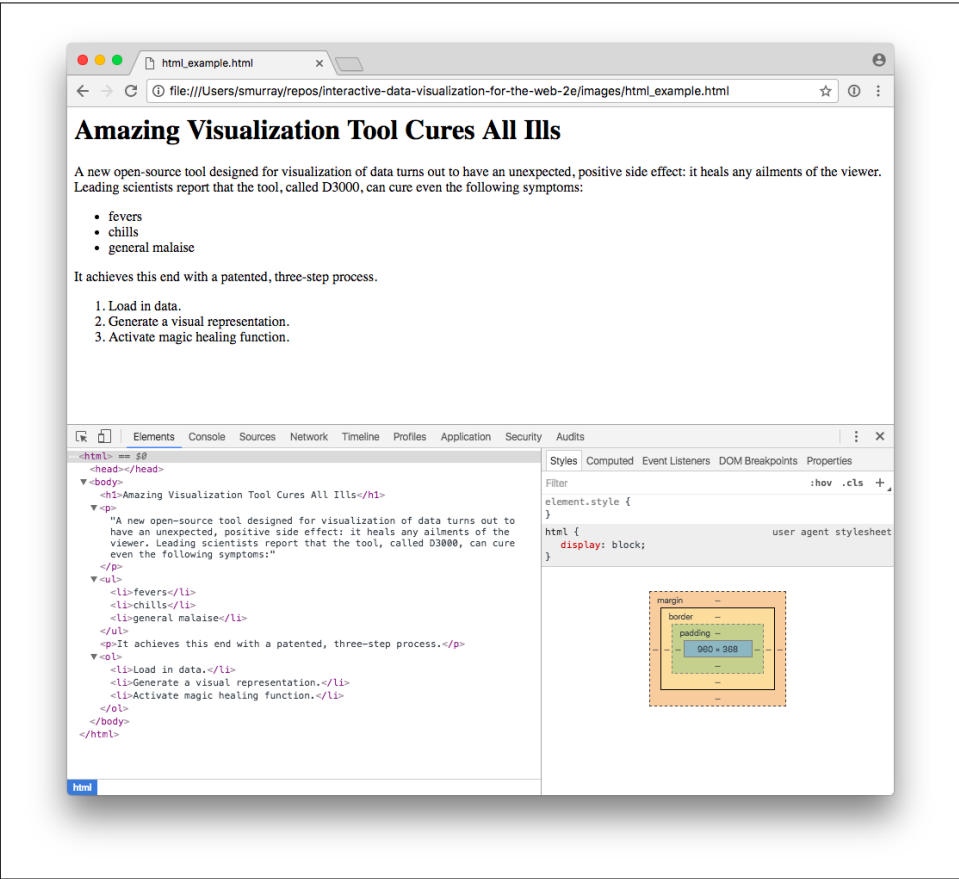 html_example.html
file:///Users/smurray/repos/interactive-data-visualization-for-the-web-2e/images/html_example.html
Amazing Visualization Tool Cures All Ills
A new open-source tool designed for visualization of data turns out to have an unexpected, positive side effect: it heals any ailments of the viewer.
Leading scientists report that the tool, called D3000, can cure even the following symptoms:
• fevers
• chills
• general malaise
It achieves this end with a patented, three-step process.
1. Load in data.
2. Generate a visual representation.
3. Activate magic healing function.
Elements Console Sources Network Timeline Profiles Application Security Audits
<html> == $0
<head></head>
▼<body>
<h1>Amazing Visualization Tool Cures All Ills</h1>
▼<p>
"A new open-source tool designed for visualization of data turns out to
have an unexpected, positive side effect: it heals any ailments of the
viewer. Leading scientists report that the tool, called D3000, can cure
even the following symptoms:"
</p>
▼<ul>
<li>fevers</li>
<li>chills</li>
<li>general malaise</li>
</ul>
<p>It achieves this end with a patented, three-step process.</p>
▼<ol>
<li>Load in data.</li>
<li>Generate a visual representation.</li>
<li>Activate magic healing function.</li>
</ol>
</body>
</html>
html
Styles Computed Event Listeners DOM Breakpoints Properties
Filter :hov .cls +
element.style {
}
html { user agent stylesheet
display: block;
}
margin –
border –
padding –
– – – 960 × 368 – – –
–
–
–